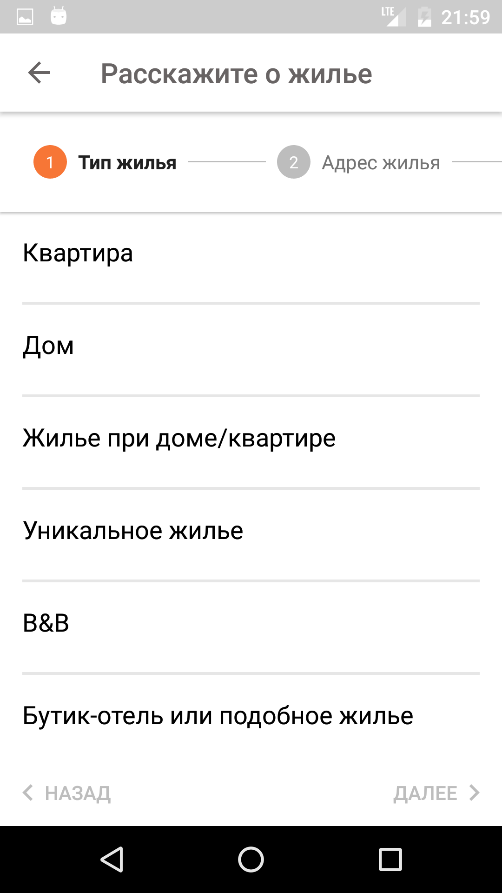 LTE 21:59
Расскажите о жилье
1 Тип жилья 2 Адрес жилья
Квартира
Дом
Жилье при доме/квартире
Уникальное жилье
B&B
Бутик-отель или подобное жилье
НАЗАД ДАЛЕЕ